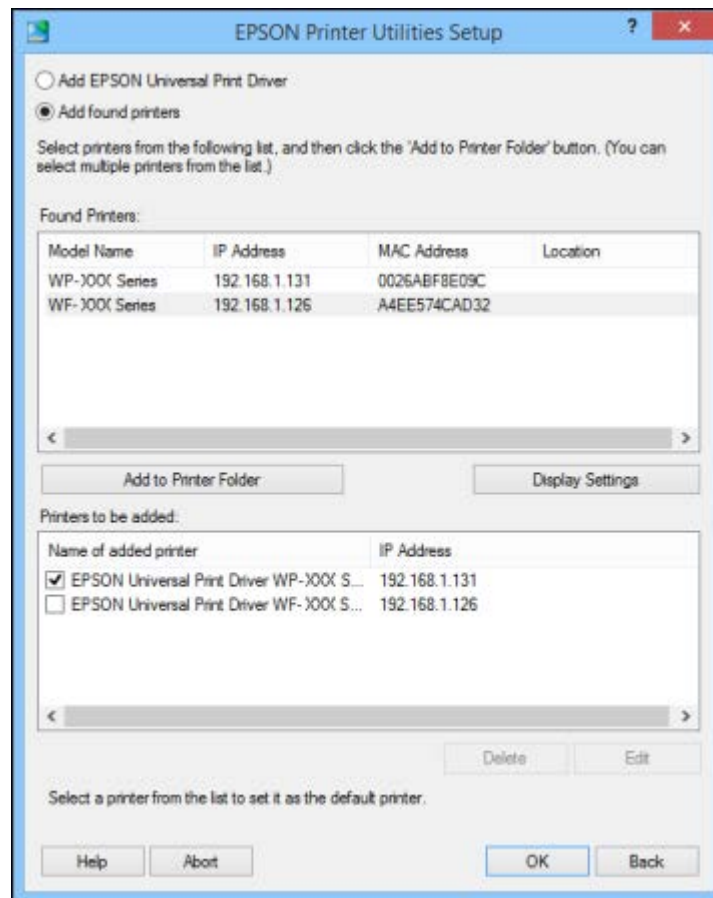 EPSON Printer Utilities Setup ? ×
Add EPSON Universal Print Driver
Add found printers
Select printers from the following list, and then click the 'Add to Printer Folder' button. (You can
select multiple printers from the list.)
Found Printers:
Model Name IP Address MAC Address Location
WP-XXX Series 192.168.1.131 0026ABF8E09C
WF-XXX Series 192.168.1.126 A4EE574CAD32
Add to Printer Folder Display Settings
Printers to be added:
Name of added printer IP Address
EPSON Universal Print Driver WP-XXX S... 192.168.1.131
EPSON Universal Print Driver WF-XXX S... 192.168.1.126
Delete Edit
Select a printer from the list to set it as the default printer.
Help Abort OK Back